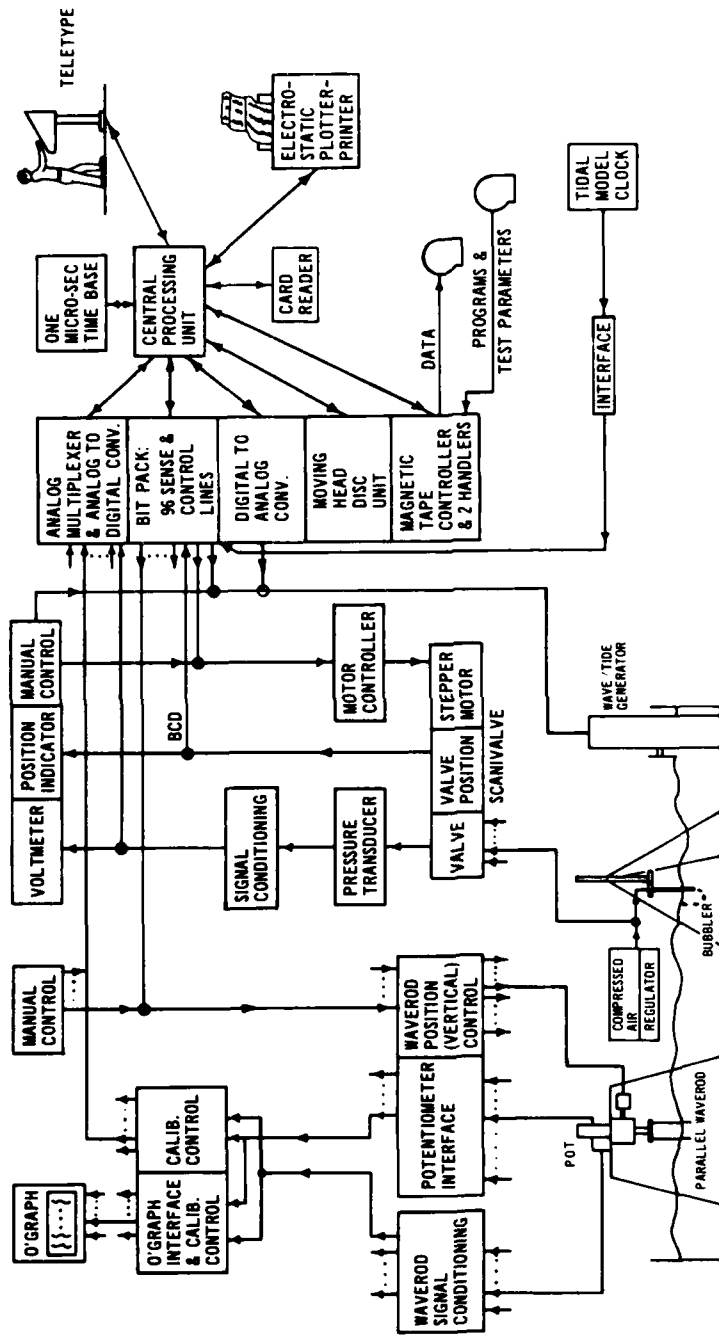 TELETYPE
ONE
MICRO-SEC
TIME BASE
CENTRAL
PROCESSING
UNIT
ELECTRO-
STATIC
PLOTTER-
PRINTER
CARD
READER
DATA
PROGRAMS &
TEST PARAMETERS
TIDAL
MODEL
CLOCK
INTERFACE
ANALOG
MULTIPLEXER
& ANALOG TO
DIGITAL CONV.
BIT PACK:
96 SENSE &
CONTROL
LINES
DIGITAL TO
ANALOG
CONV.
MOVING
HEAD
DISC
UNIT
MAGNETIC
TAPE
CONTROLLER
& 2 HANDLERS
VOLTMETER
POSITION
INDICATOR
MANUAL
CONTROL
BCD
SIGNAL
CONDITIONING
PRESSURE
TRANSDUCER
MOTOR
CONTROLLER
VALVE
VALVE
POSITION
STEPPER
MOTOR
SCANIVALVE
WAVE/TIDE
GENERATOR
MANUAL
CONTROL
O'GRAPH
O'GRAPH
INTERFACE
& CALIB.
CONTROL
CALIB.
CONTROL
WAVEROD
SIGNAL
CONDITIONING
POTENTIOMETER
INTERFACE
WAVEROD
POSITION
(VERTICAL)
CONTROL
COMPRESSED
AIR
REGULATOR
BUBBLER
POT
PARALLEL WAVEROD